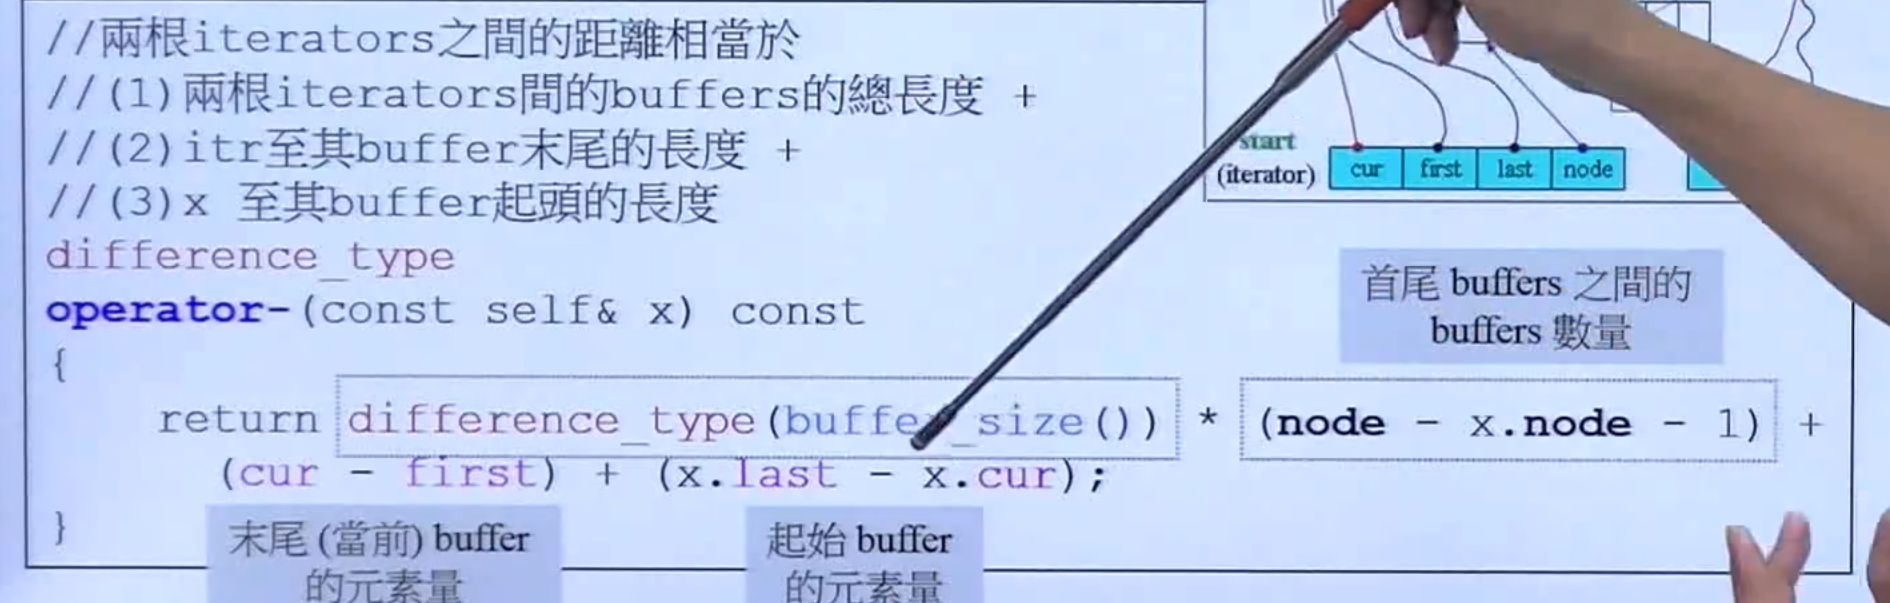 //兩根iterators之間的距離相當於
//(1)兩根iterators間的buffers的總長度 +
//(2)itr至其buffer末尾的長度 +
//(3)x 至其buffer起頭的長度
difference_type
operator-(const self& x) const
{
return difference_type(buffer_size()) * (node - x.node - 1) +
(cur - first) + (x.last - x.cur);
}
末尾 (當前) buffer
的元素量
起始 buffer
的元素量
start
(iterator)
cur first last node
首尾 buffers 之間的
buffers 數量